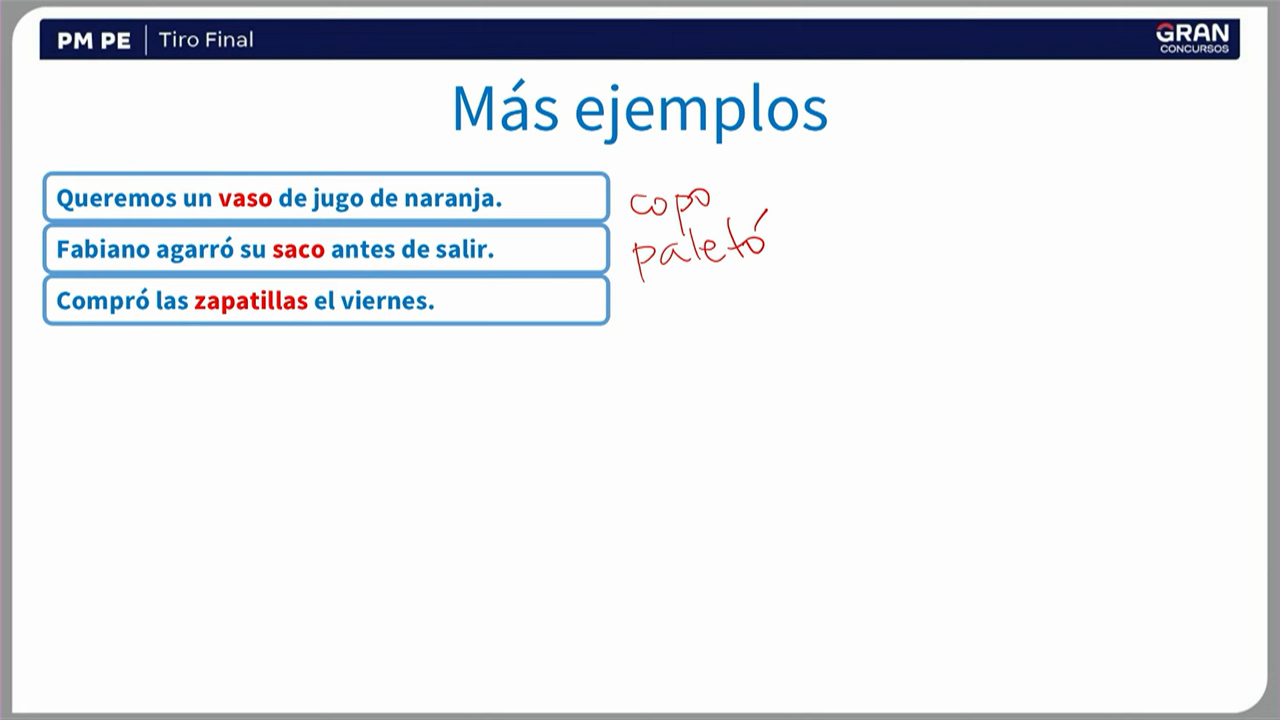 PM PE | Tiro Final
GRAN
CONCURSOS
Más ejemplos
Queremos un vaso de jugo de naranja.
copo
Fabiano agarró su saco antes de salir.
paletó
Compró las zapatillas el viernes.